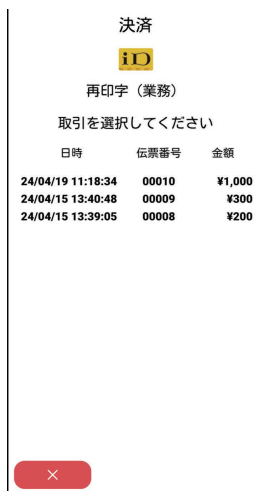 決済
iD
再印字（業務）
取引を選択してください
日時 伝票番号 金額
24/04/19 11:18:34 00010 ¥1,000
24/04/15 13:40:48 00009 ¥300
24/04/15 13:39:05 00008 ¥200
×